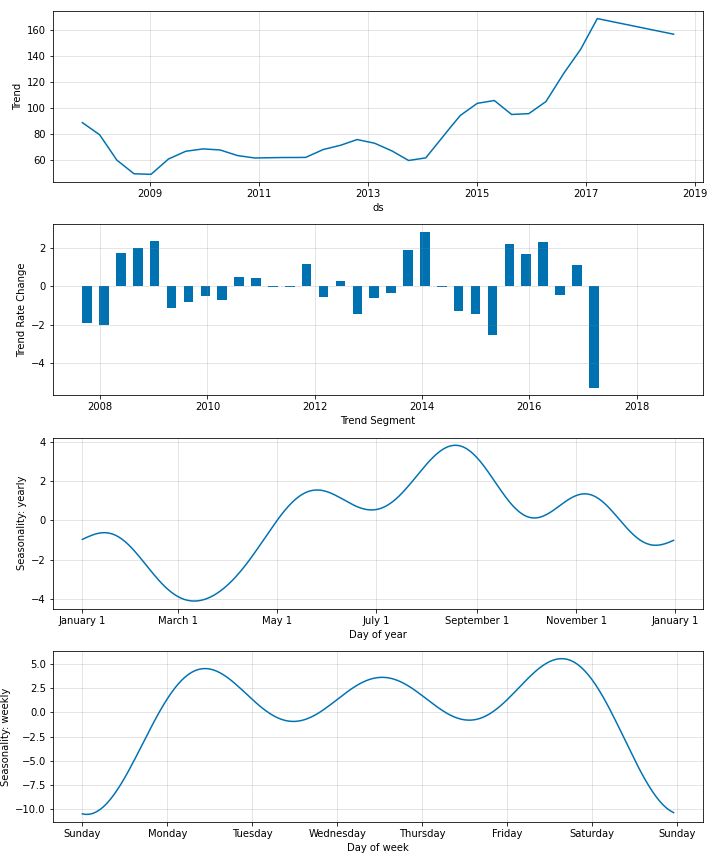 160
140
120
100
80
60
Trend
2009
2011
2013
2015
2017
2019
ds
2
0
−2
−4
Trend Rate Change
2008
2010
2012
2014
2016
2018
Trend Segment
4
2
0
−2
−4
Seasonality: yearly
January 1
March 1
May 1
July 1
September 1
November 1
January 1
Day of year
5.0
2.5
0.0
−2.5
−5.0
−7.5
−10.0
Seasonality: weekly
Sunday
Monday
Tuesday
Wednesday
Thursday
Friday
Saturday
Sunday
Day of week